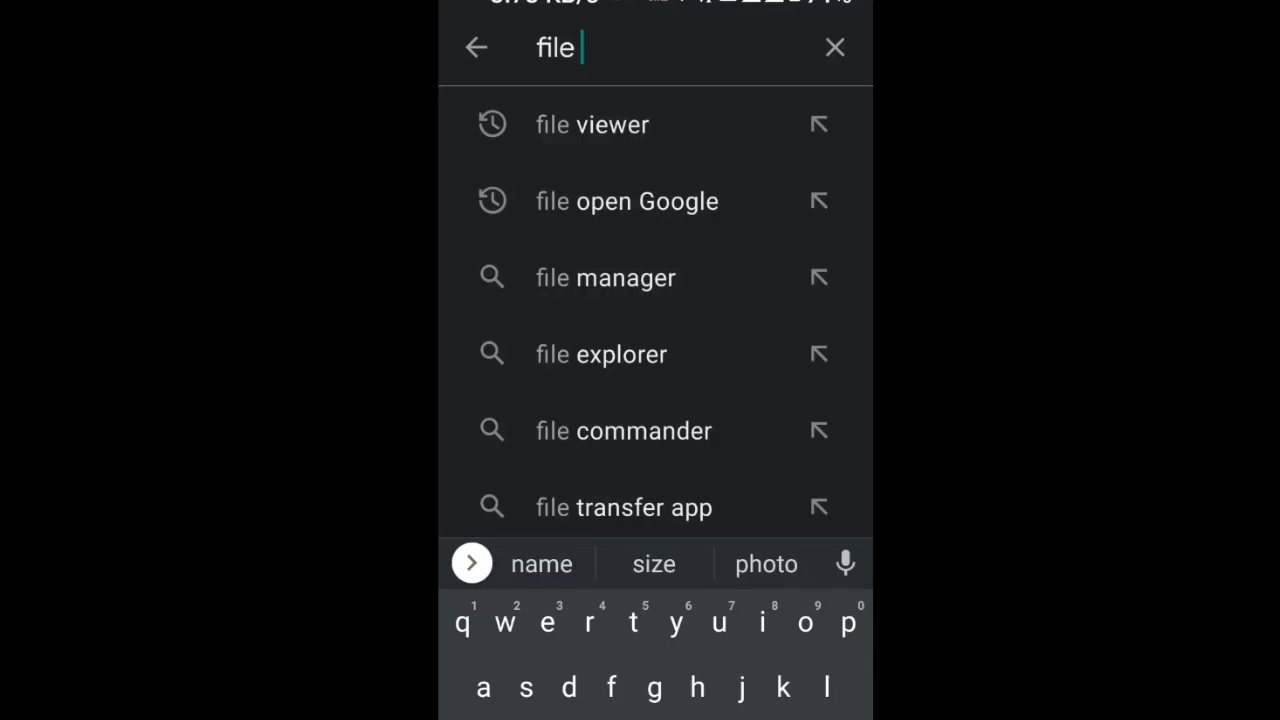 file
file viewer
file open Google
file manager
file explorer
file commander
file transfer app
name size photo
1 2 3 4 5 6 7 8 9 0
q w e r t y u i o p
a s d f g h j k l